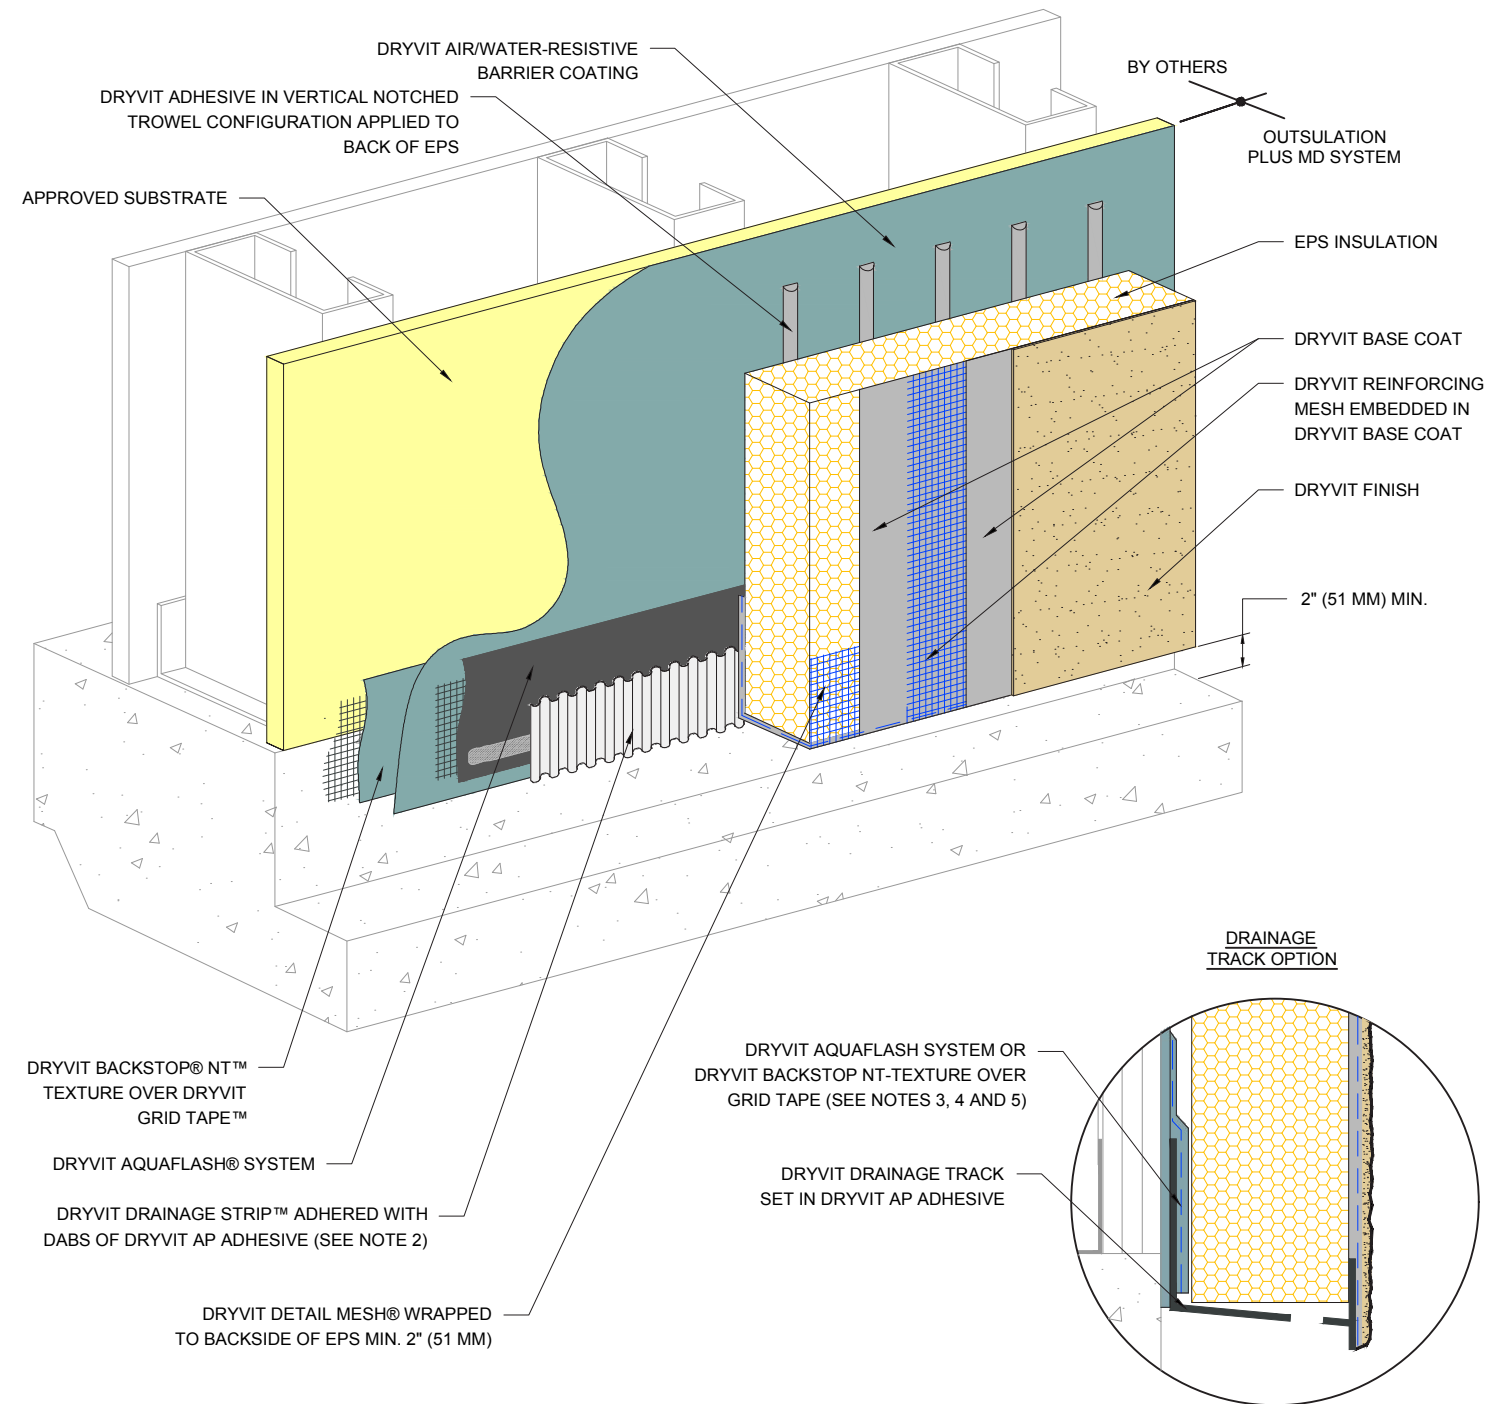 DRYVIT AIR/WATER-RESISTIVE
BARRIER COATING
DRYVIT ADHESIVE IN VERTICAL NOTCHED
TROWEL CONFIGURATION APPLIED TO
BACK OF EPS
APPROVED SUBSTRATE
BY OTHERS
OUTSULATION
PLUS MD SYSTEM
EPS INSULATION
DRYVIT BASE COAT
DRYVIT REINFORCING
MESH EMBEDDED IN
DRYVIT BASE COAT
DRYVIT FINISH
2" (51 MM) MIN.
DRYVIT BACKSTOP® NT™
TEXTURE OVER DRYVIT
GRID TAPE™
DRYVIT AQUAFLASH® SYSTEM
DRYVIT DRAINAGE STRIP™ ADHERED WITH
DABS OF DRYVIT AP ADHESIVE (SEE NOTE 2)
DRYVIT DETAIL MESH® WRAPPED
TO BACKSIDE OF EPS MIN. 2" (51 MM)
DRAINAGE
TRACK OPTION
DRYVIT AQUAFLASH SYSTEM OR
DRYVIT BACKSTOP NT-TEXTURE OVER
GRID TAPE (SEE NOTES 3, 4 AND 5)
DRYVIT DRAINAGE TRACK
SET IN DRYVIT AP ADHESIVE